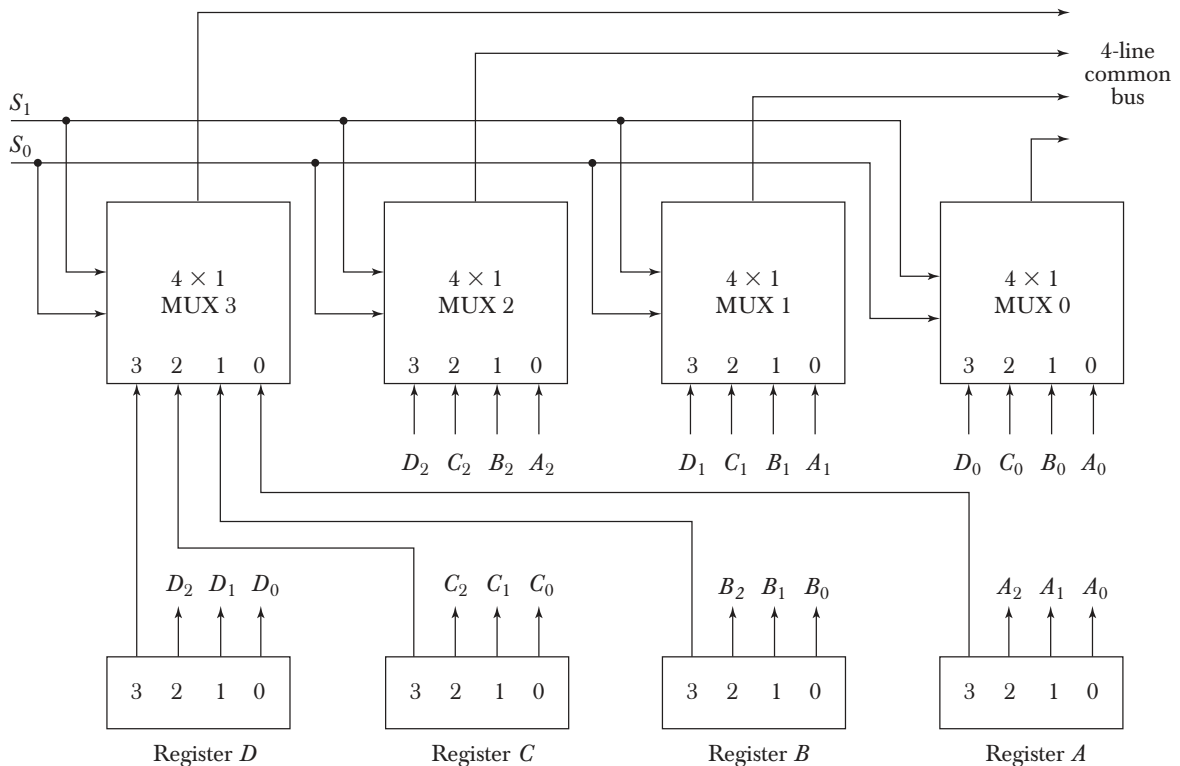 4-line
common
bus
S₁
S₀
4 × 1
MUX 3
3 2 1 0
4 × 1
MUX 2
3 2 1 0
4 × 1
MUX 1
3 2 1 0
4 × 1
MUX 0
3 2 1 0
D₂ C₂ B₂ A₂
D₁ C₁ B₁ A₁
D₀ C₀ B₀ A₀
D₂ D₁ D₀
C₂ C₁ C₀
B₂ B₁ B₀
A₂ A₁ A₀
3 2 1 0
3 2 1 0
3 2 1 0
3 2 1 0
Register D
Register C
Register B
Register A